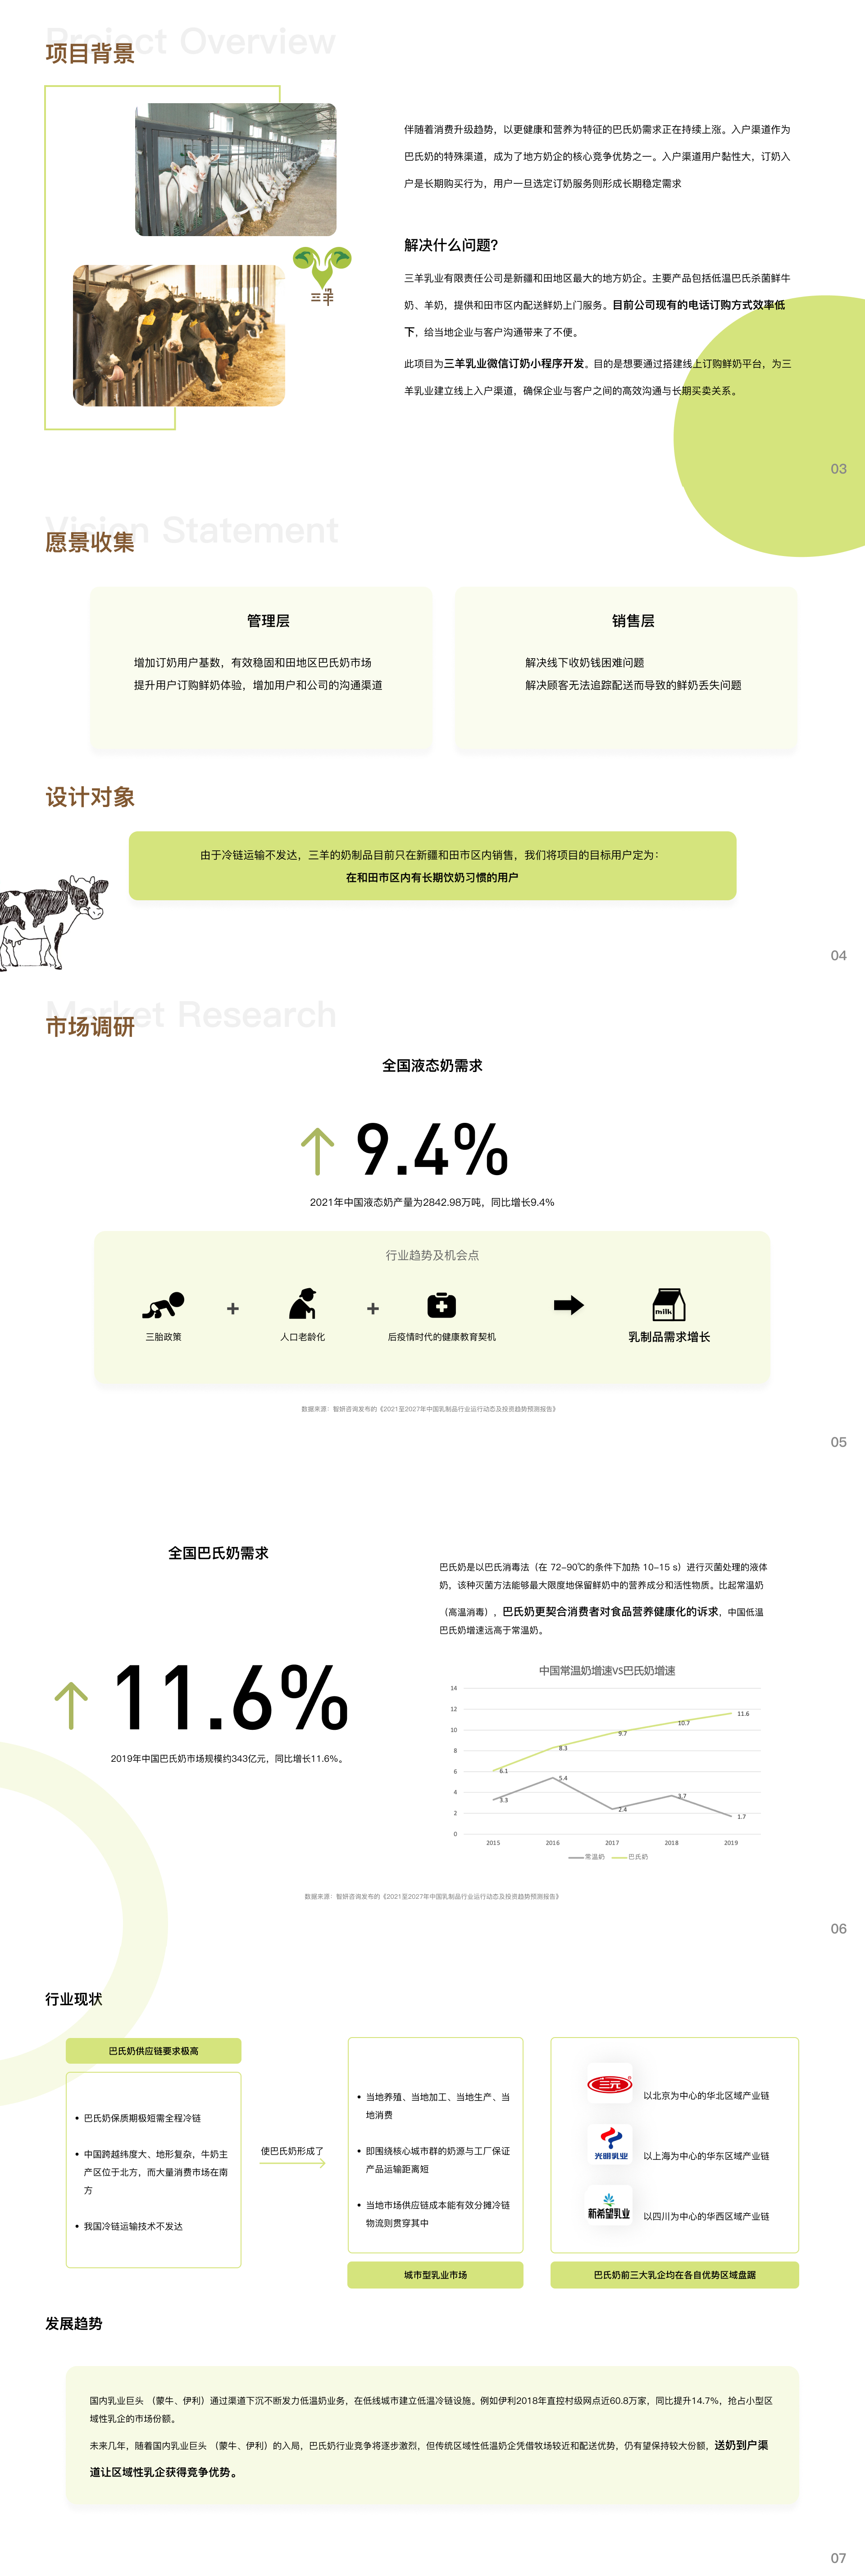 Project Overview
项目背景
伴随着消费升级趋势，以更健康和营养为特征的巴氏奶需求正在持续上涨。入户渠道作为
巴氏奶的特殊渠道，成为了地方奶企的核心竞争优势之一。入户渠道用户黏性大，订奶入
户是长期购买行为，用户一旦选定订奶服务则形成长期稳定需求
三羊
解决什么问题?
三羊乳业有限责任公司是新疆和田地区最大的地方奶企。主要产品包括低温巴氏杀菌鲜牛
奶、羊奶，提供和田市区内配送鲜奶上门服务。目前公司现有的电话订购方式效率低
下，给当地企业与客户沟通带来了不便。
此项目为三羊乳业微信订奶小程序开发。目的是想要通过搭建线上订购鲜奶平台，为三
羊乳业建立线上入户渠道，确保企业与客户之间的高效沟通与长期买卖关系。
03
Vision Statement
愿景收集
管理层
增加订奶用户基数，有效稳固和田地区巴氏奶市场
提升用户订购鲜奶体验，增加用户和公司的沟通渠道
销售层
解决线下收奶钱困难问题
解决顾客无法追踪配送而导致的鲜奶丢失问题
设计对象
由于冷链运输不发达，三羊的奶制品目前只在新疆和田市区内销售，我们将项目的目标用户定为：
在和田市区内有长期饮奶习惯的用户
04
Market Research
市场调研
全国液态奶需求
9.4%
2021年中国液态奶产量为2842.98万吨，同比增长9.4%
行业趋势及机会点
三胎政策
+
人口老龄化
+
后疫情时代的健康教育契机
milk
乳制品需求增长
数据来源：智妍咨询发布的《2021至2027年中国乳制品行业运行动态及投资趋势预测报告》
05
全国巴氏奶需求
11.6%
2019年中国巴氏奶市场规模约343亿元，同比增长11.6%。
巴氏奶是以巴氏消毒法（在 72-90℃的条件下加热 10-15 s）进行灭菌处理的液体
奶，该种灭菌方法能够最大限度地保留鲜奶中的营养成分和活性物质。比起常温奶
（高温消毒），巴氏奶更契合消费者对食品营养健康化的诉求，中国低温
巴氏奶增速远高于常温奶。
中国常温奶增速VS巴氏奶增速
14
12
10
8
6
4
2
0
6.1
8.3
9.7
10.7
11.6
3.3
5.4
2.4
3.7
1.7
2015
2016
2017
2018
2019
常温奶
巴氏奶
数据来源：智妍咨询发布的《2021至2027年中国乳制品行业运行动态及投资趋势预测报告》
06
行业现状
巴氏奶供应链要求极高
• 巴氏奶保质期极短需全程冷链
• 中国跨越纬度大、地形复杂，牛奶主
产区位于北方，而大量消费市场在南
方
• 我国冷链运输技术不发达
使巴氏奶形成了
• 当地养殖、当地加工、当地生产、当
地消费
• 即围绕核心城市群的奶源与工厂保证
产品运输距离短
• 当地市场供应链成本能有效分摊冷链
物流则贯穿其中
城市型乳业市场
三元
以北京为中心的华北区域产业链
光明乳业
以上海为中心的华东区域产业链
新希望乳业
以四川为中心的华西区域产业链
巴氏奶前三大乳企均在各自优势区域盘踞
发展趋势
国内乳业巨头 （蒙牛、伊利）通过渠道下沉不断发力低温奶业务，在低线城市建立低温冷链设施。例如伊利2018年直控村级网点近60.8万家，同比提升14.7%，抢占小型区
域性乳企的市场份额。
未来几年，随着国内乳业巨头 （蒙牛、伊利）的入局，巴氏奶行业竞争将逐步激烈，但传统区域性低温奶企凭借牧场较近和配送优势，仍有望保持较大份额，送奶到户渠
道让区域性乳企获得竞争优势。
07